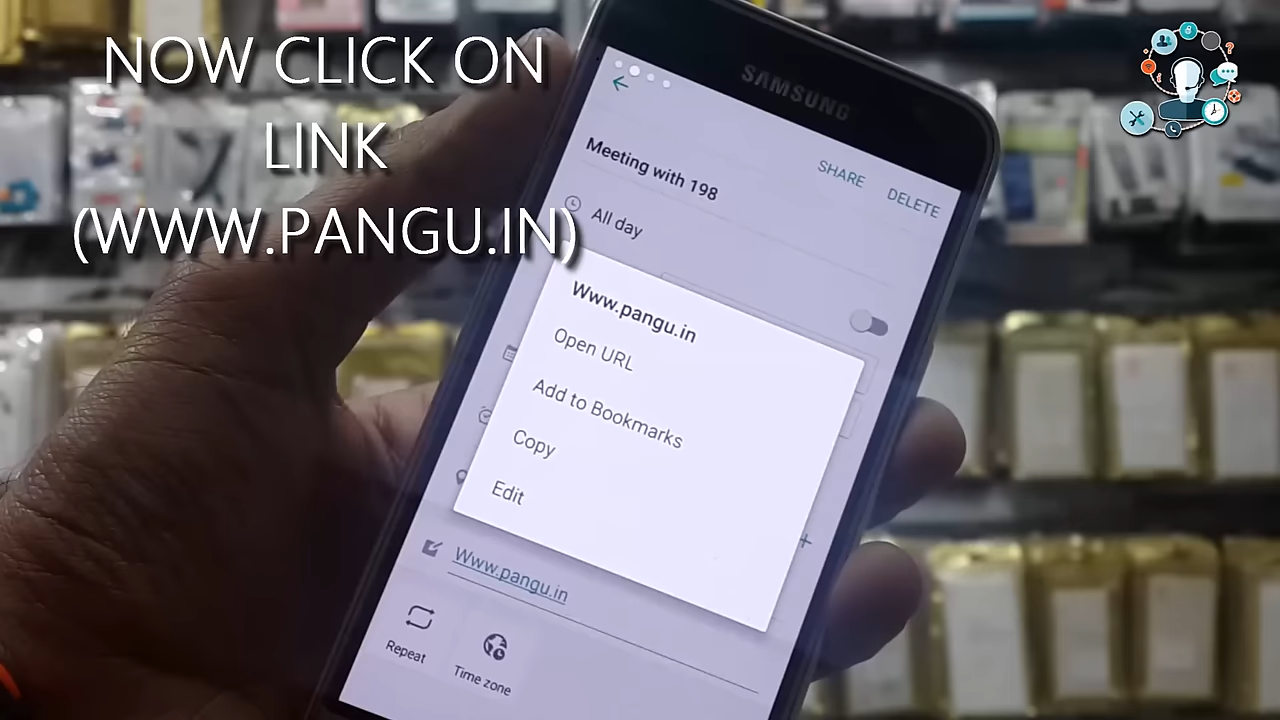 NOW CLICK ON
LINK
(WWW.PANGU.IN)
SAMSUNG
SHARE
DELETE
Meeting with 198
All day
Www.pangu.in
Open URL
Add to Bookmarks
Copy
Edit
Www.pangu.in
Repeat
Time zone